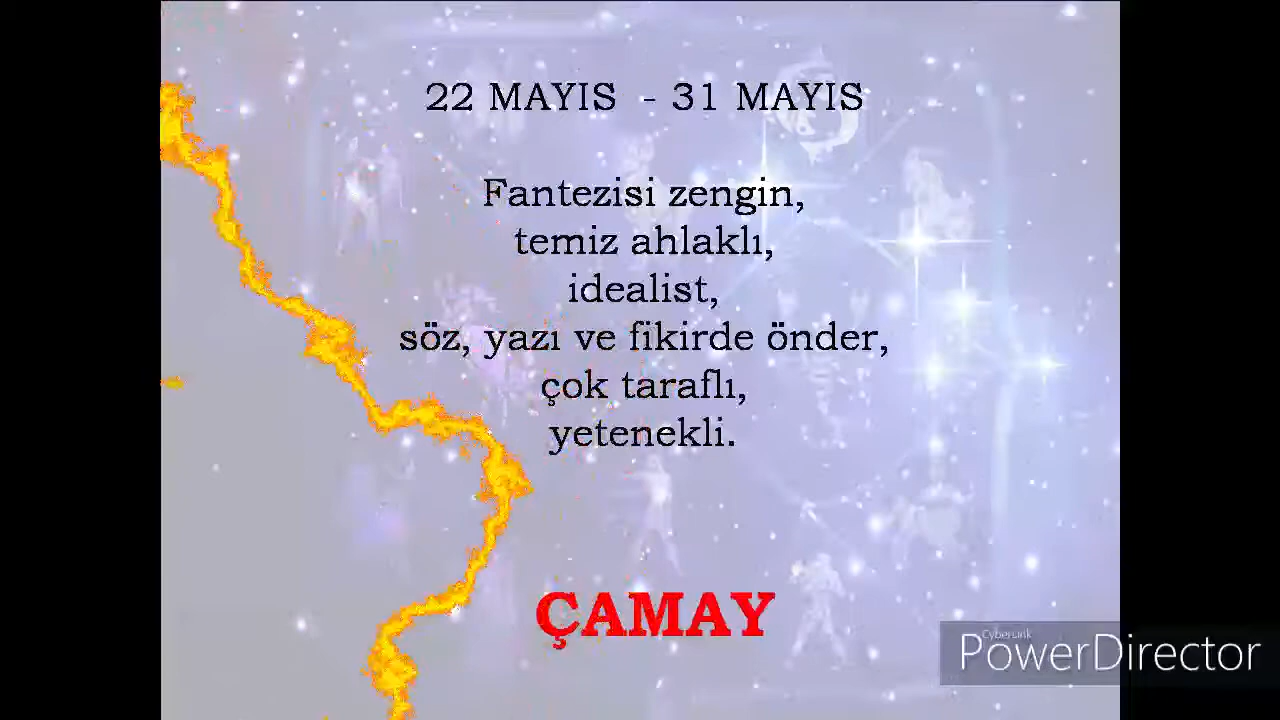 22 MAYIS - 31 MAYIS
Fantezisi zengin,
temiz ahlaklı,
idealist,
söz, yazı ve fikirde önder,
çok taraflı,
yetenekli.
ÇAMAY
CyberLink
PowerDirector